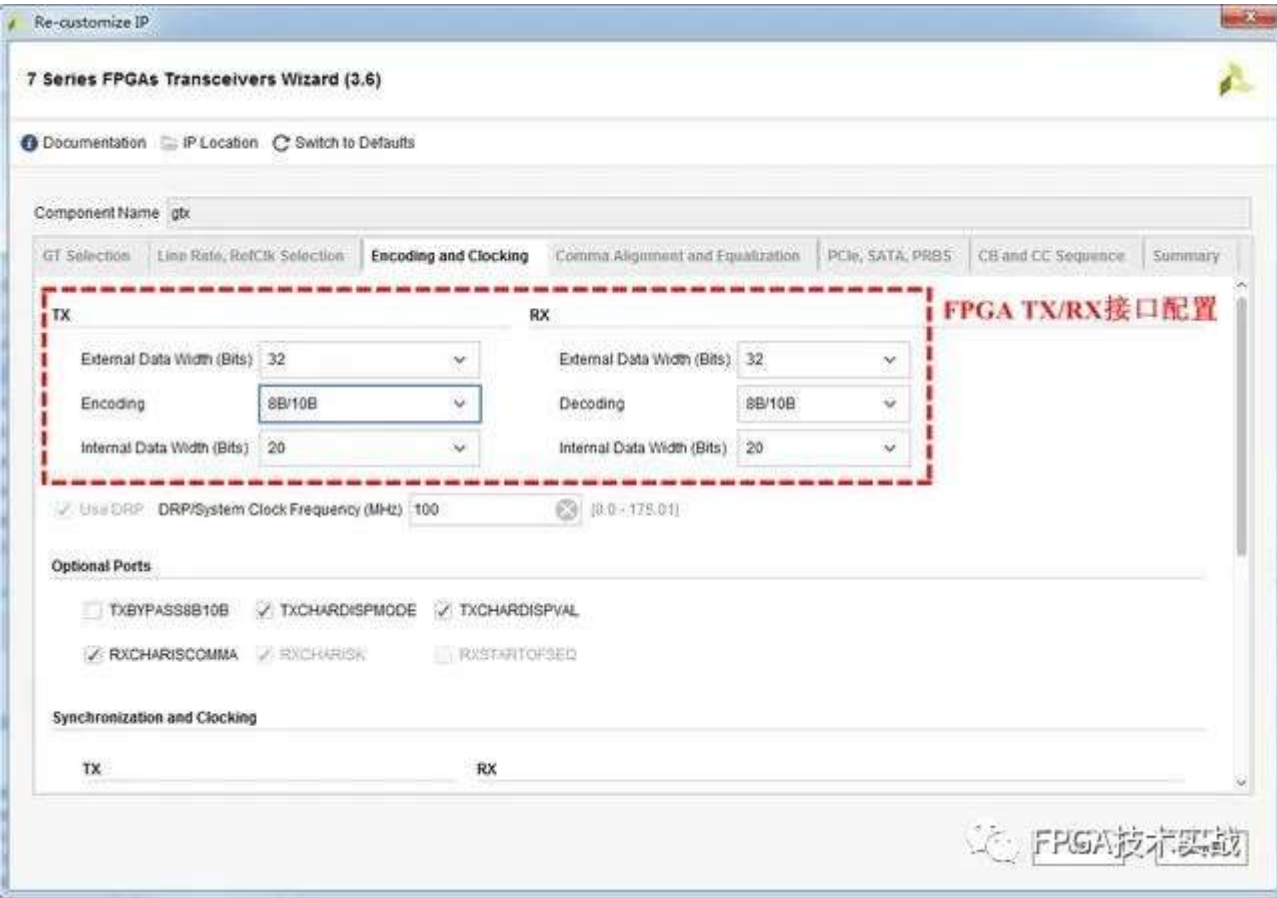 Re-customize IP
7 Series FPGAs Transceivers Wizard (3.6)
Documentation IP Location Switch to Defaults
Component Name gtx
GT Selection Line Rate, RefClk Selection Encoding and Clocking Comma Alignment and Equalization PCIe, SATA, PRBS CB and CC Sequence Summary
FPGA TX/RX接口配置
TX RX
External Data Width (Bits) 32 External Data Width (Bits) 32
Encoding 8B/10B Decoding 8B/10B
Internal Data Width (Bits) 20 Internal Data Width (Bits) 20
Use DRP DRP/System Clock Frequency (MHz) 100 [0.0 - 175.01]
Optional Ports
TXBYPASS8B10B TXCHARDISPMODE TXCHARDISPVAL
RXCHARISCOMMA RXCHARISK RXSTARTOFSEQ
Synchronization and Clocking
TX RX
FPGA技术实战